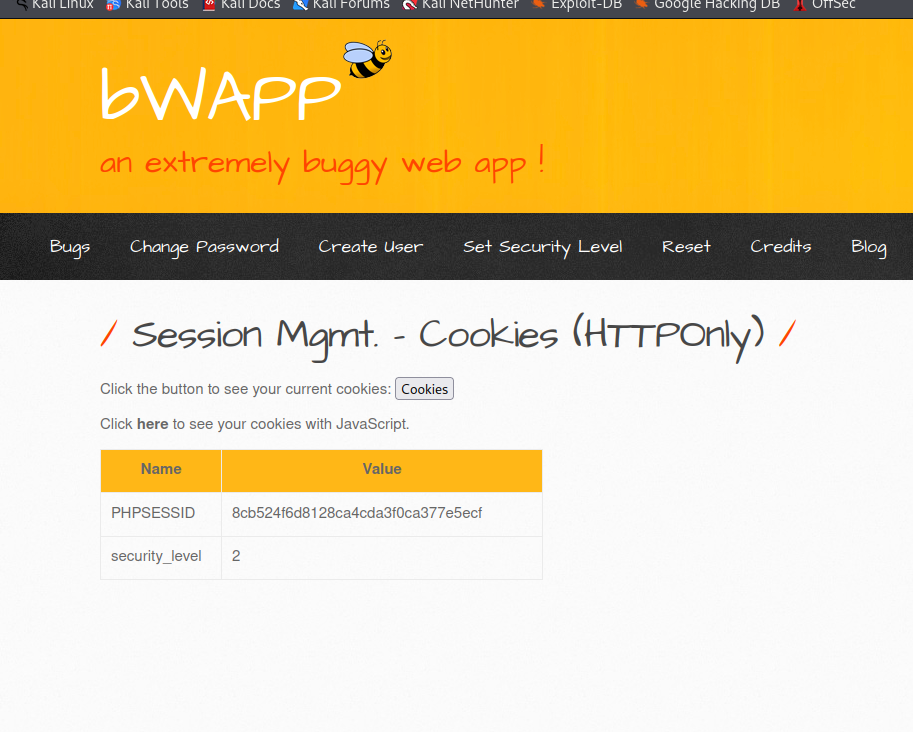 Kali Linux Kali Tools Kali Docs Kali Forums Kali NetHunter Exploit-DB Google Hacking DB OffSec
bWAPP
an extremely buggy web app !
Bugs Change Password Create User Set Security Level Reset Credits Blog
/ Session Mgmt. - Cookies (HTTPOnly) /
Click the button to see your current cookies: Cookies
Click here to see your cookies with JavaScript.
Name Value
PHPSESSID 8cb524f6d8128ca4cda3f0ca377e5ecf
security_level 2